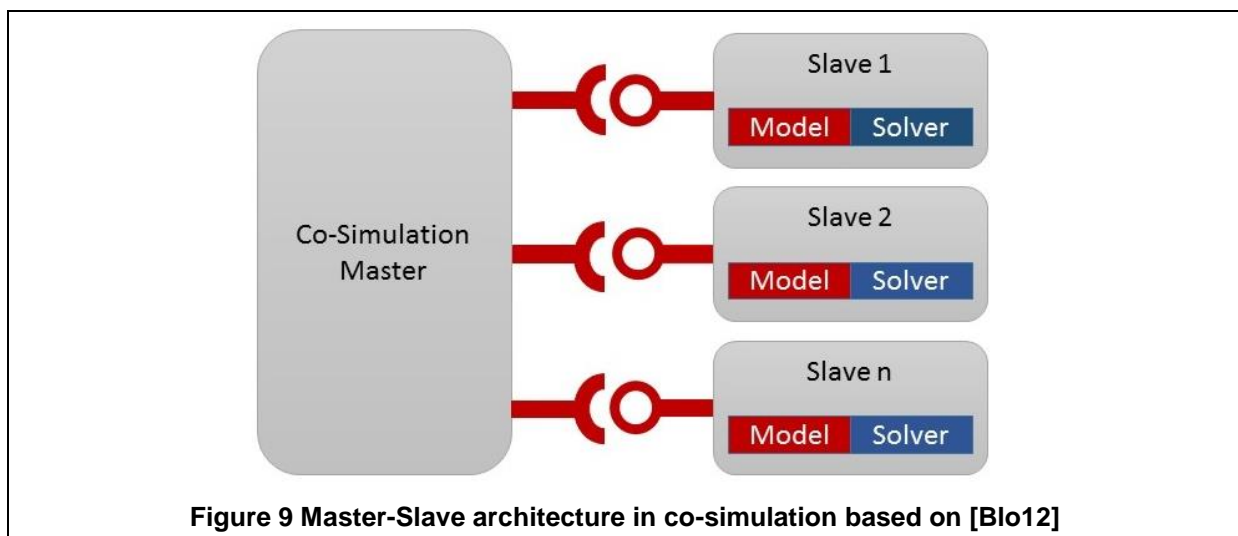 Slave 1
Model Solver
Co-Simulation
Master
Slave 2
Model Solver
Slave n
Model Solver
Figure 9 Master-Slave architecture in co-simulation based on [Blo12]